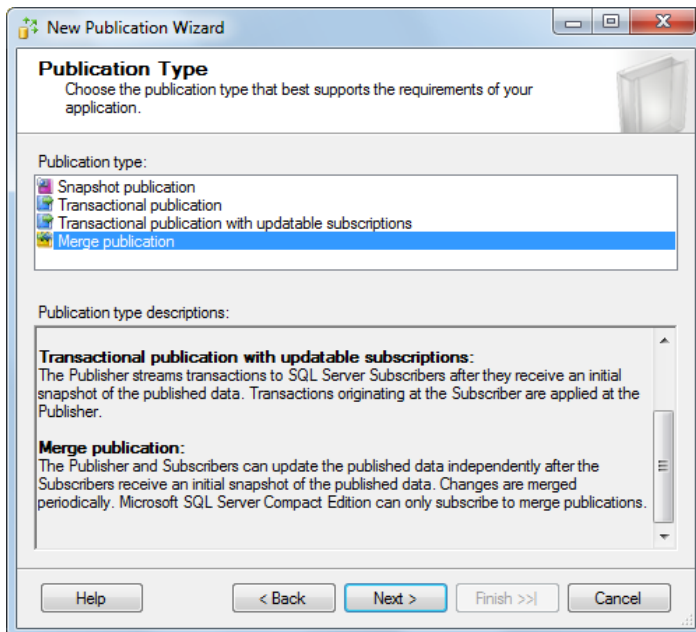 New Publication Wizard
Publication Type
Choose the publication type that best supports the requirements of your
application.
Publication type:
Snapshot publication
Transactional publication
Transactional publication with updatable subscriptions
Merge publication
Publication type descriptions:
Transactional publication with updatable subscriptions:
The Publisher streams transactions to SQL Server Subscribers after they receive an initial
snapshot of the published data. Transactions originating at the Subscriber are applied at the
Publisher.
Merge publication:
The Publisher and Subscribers can update the published data independently after the
Subscribers receive an initial snapshot of the published data. Changes are merged
periodically. Microsoft SQL Server Compact Edition can only subscribe to merge publications.
Help
< Back
Next >
Finish >>|
Cancel